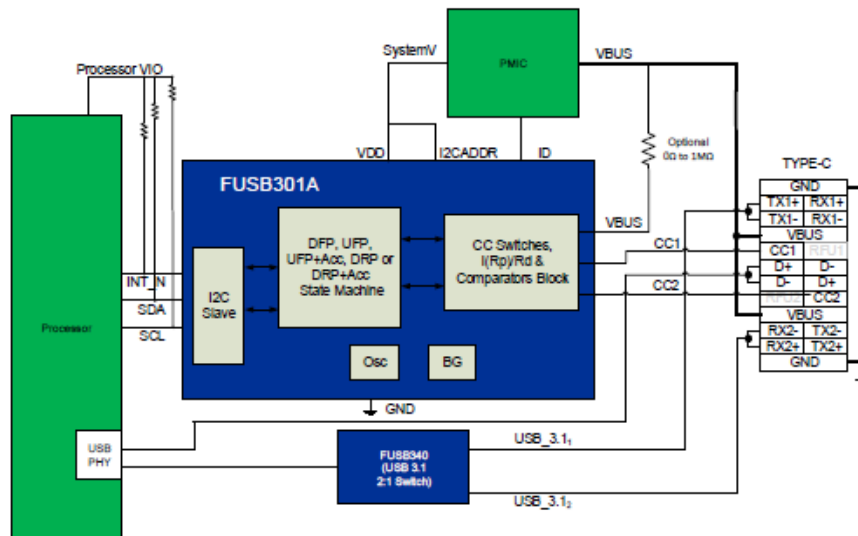 SystemV
PMIC
VBUS
Processor VIO
Optional
0Ω to 1MΩ
TYPE-C
VDD
I2CADDR
ID
FUSB301A
VBUS
GND
TX1+ RX1+
TX1- RX1-
VBUS
CC1 RFU1
D+ D-
D- D+
RFU2 CC2
VBUS
RX2- TX2-
RX2+ TX2+
GND
CC1
CC2
DFP, UFP,
UFP+Acc, DRP or
DRP+Acc
State Machine
CC Switches,
I(Rp)/Rd &
Comparators Block
I2C
Slave
INT_N
SDA
SCL
Processor
Osc
BG
GND
USB
PHY
FUSB340
(USB 3.1
2:1 Switch)
USB_3.1₁
USB_3.1₂